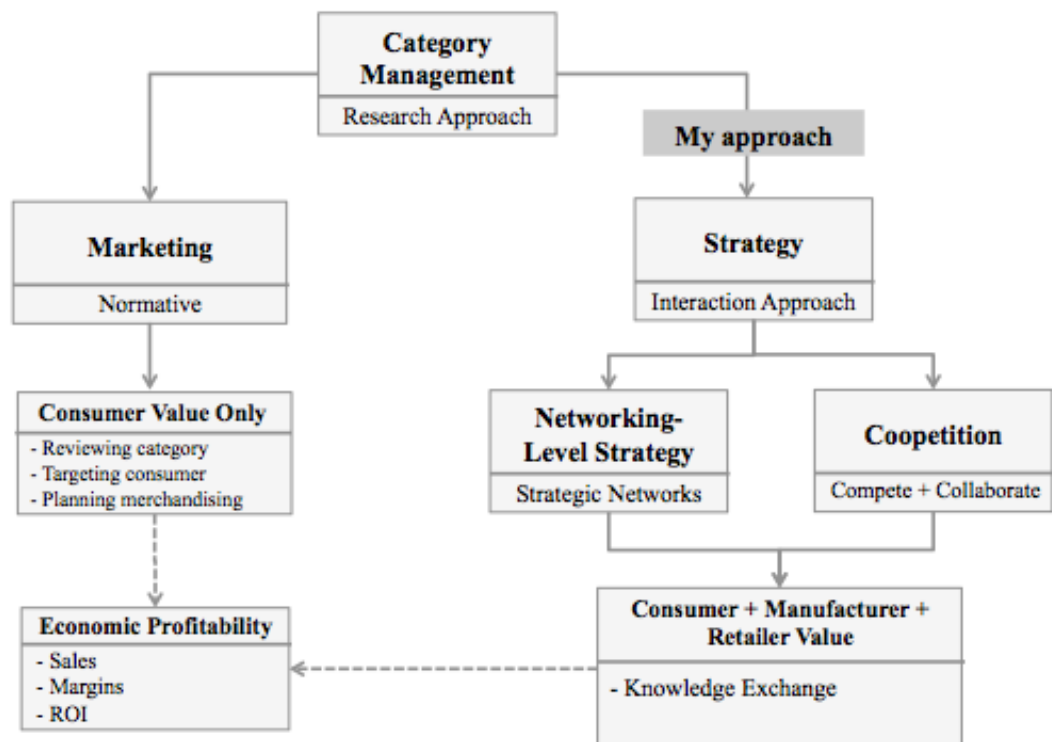 Category
Management
Research Approach
My approach
Marketing
Normative
Strategy
Interaction Approach
Consumer Value Only
- Reviewing category
- Targeting consumer
- Planning merchandising
Networking-
Level Strategy
Strategic Networks
Coopetition
Compete + Collaborate
Economic Profitability
- Sales
- Margins
- ROI
Consumer + Manufacturer +
Retailer Value
- Knowledge Exchange